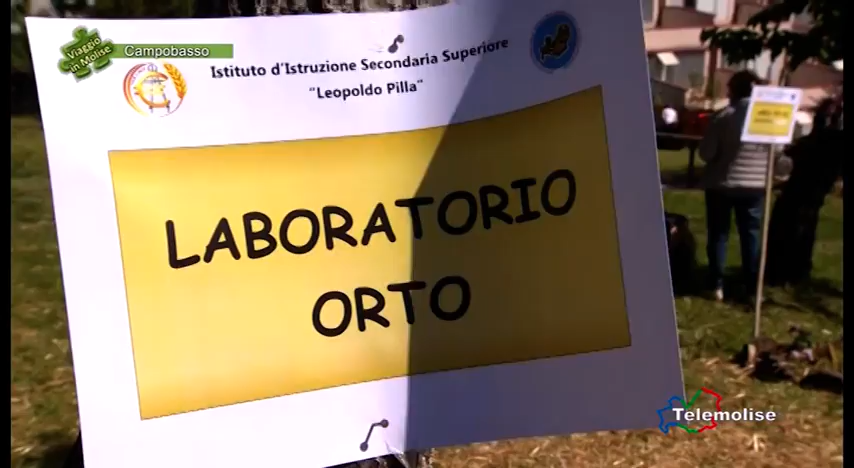 Viaggio
in Molise
Campobasso
Istituto d'Istruzione Secondaria Superiore
"Leopoldo Pilla"
LABORATORIO
ORTO
Telemolise